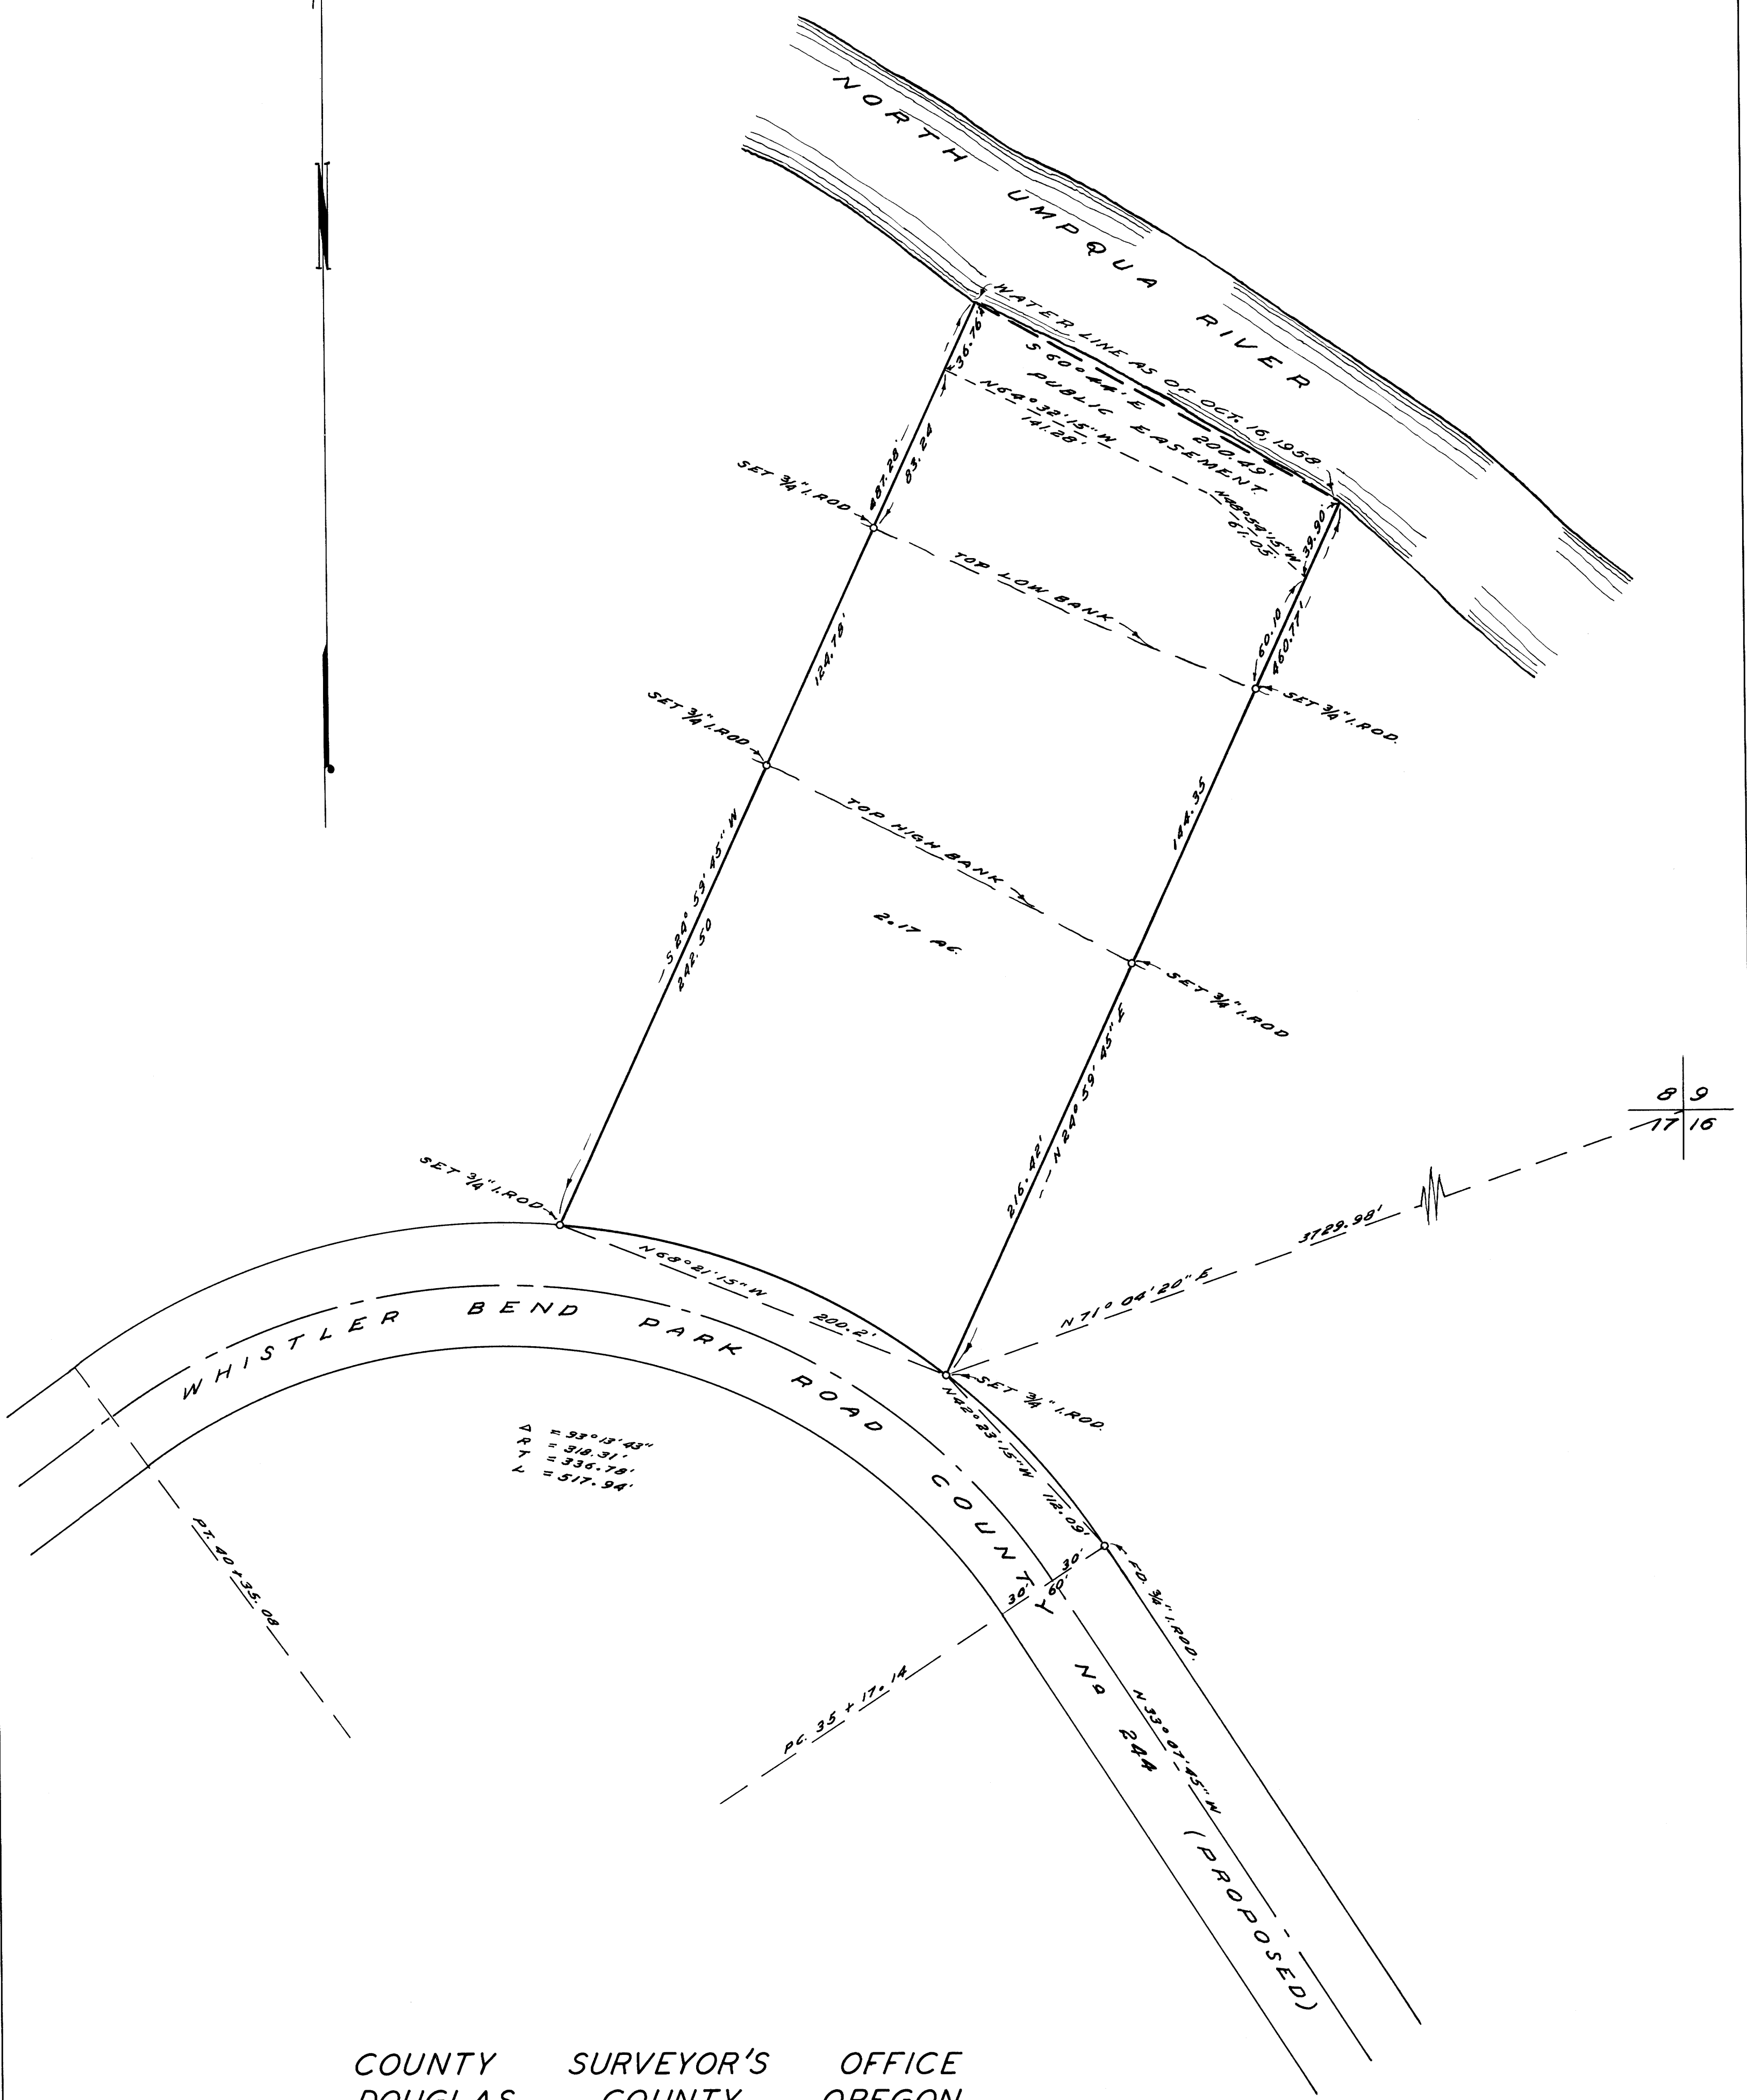 N
NORTH UMPQUA RIVER
WATER LINE AS OF OCT. 16, 1958
S 60° 44' E 200.49'
PUBLIC EASEMENT
N 64° 32' 15" W
141.28'
N 48° 54' 15" W
61.05
36.76'
39.90'
487.28'
83.24
SET 3/4" I.ROD
TOP LOW BANK
60.10
460.77'
SET 3/4" I.ROD.
124.78'
SET 3/4" I.ROD
TOP HIGH BANK
144.35
2.17 AC.
SET 3/4" I.ROD
S 24° 59' 45" W
242.50
N 24° 59' 45" E
216.42'
8 9
17 16
3729.98'
N 71° 04' 20" E
SET 3/4" I.ROD
N 68° 21' 15" W 200.2'
SET 3/4" I.ROD.
WHISTLER BEND PARK ROAD COUNTY No 244 (PROPOSED)
N 42° 23' 15" W 112.09'
Δ = 93° 13' 43"
R = 318.31'
T = 336.78'
L = 517.94'
30'
60'
30'
FD. 3/4" I.ROD.
PT. 40 + 35.08
PC. 35 + 17.14
N 33° 07' 45" W
COUNTY SURVEYOR'S OFFICE
DOUGLAS COUNTY OREGON